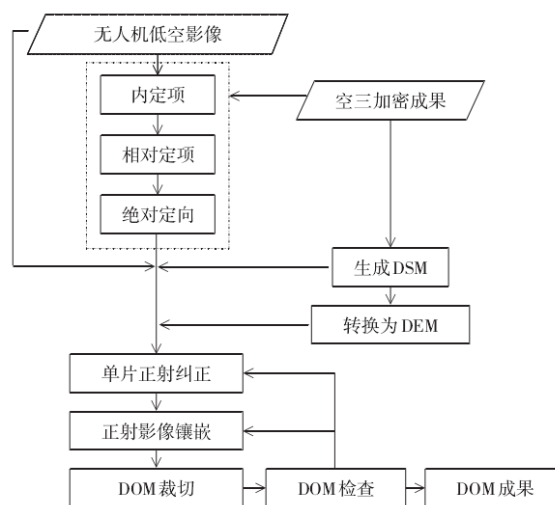 无人机低空影像
内定项
空三加密成果
相对定项
绝对定向
生成DSM
转换为DEM
单片正射纠正
正射影像镶嵌
DOM裁切
DOM检查
DOM成果